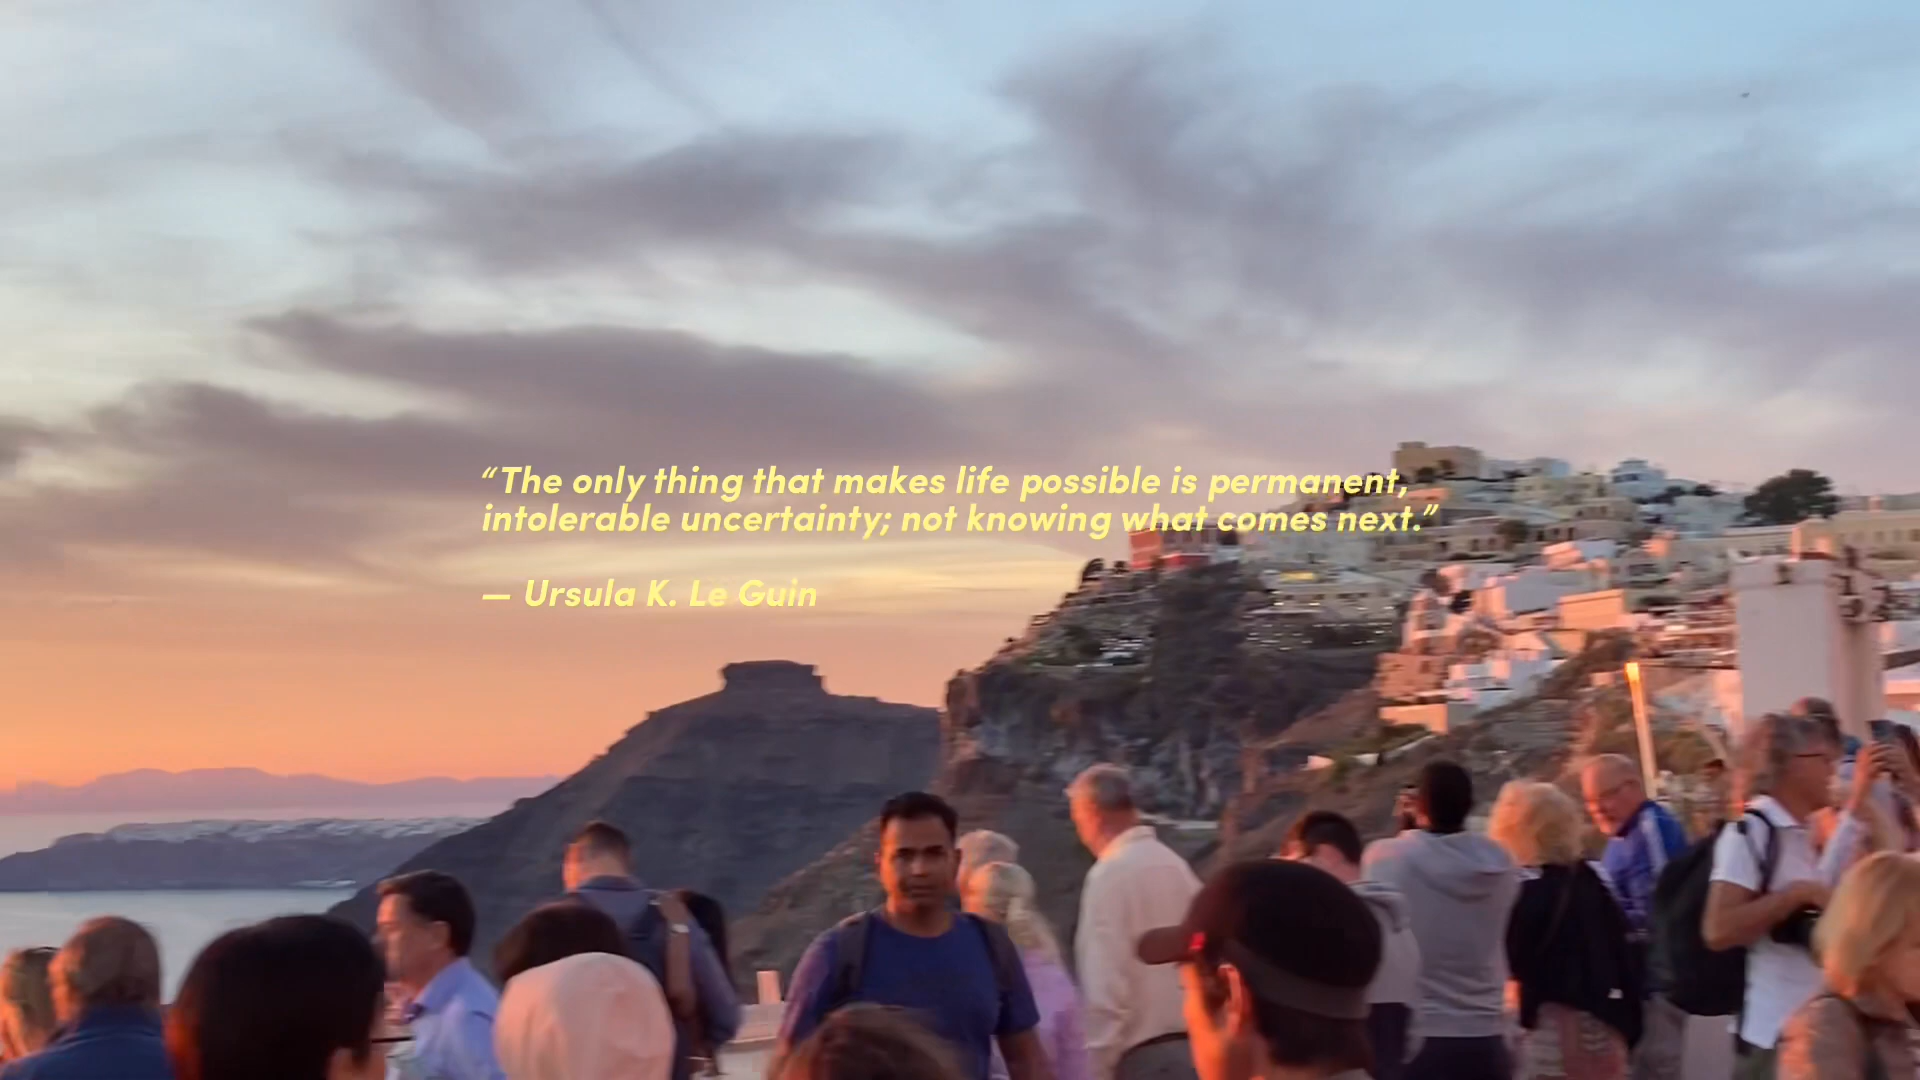 “The only thing that makes life possible is permanent,
intolerable uncertainty; not knowing what comes next.”
— Ursula K. Le Guin